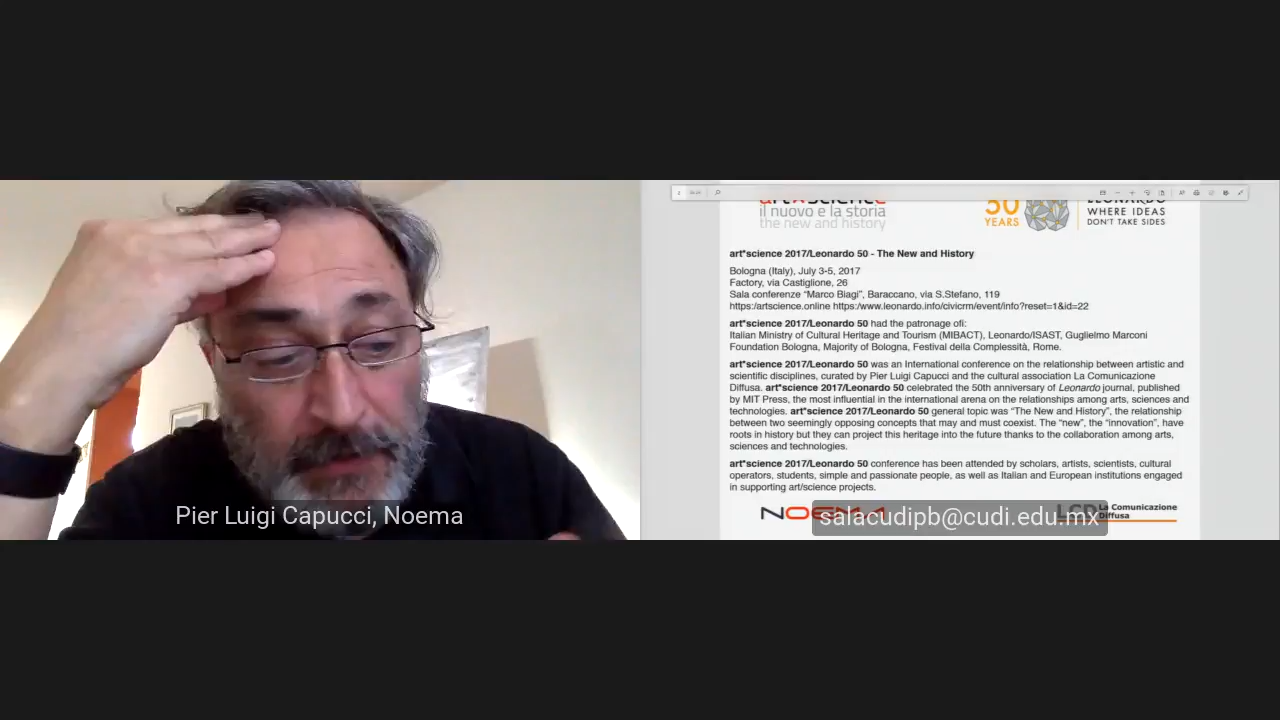 Pier Luigi Capucci, Noema
art*science
il nuovo e la storia
the new and history
50
YEARS
LEONARDO
WHERE IDEAS
DON'T TAKE SIDES
art*science 2017/Leonardo 50 - The New and History
Bologna (Italy), July 3-5, 2017
Factory, via Castiglione, 26
Sala conferenze "Marco Biagi", Baraccano, via S.Stefano, 119
https:/artscience.online https:/www.leonardo.info/civicrm/event/info?reset=1&id=22
art*science 2017/Leonardo 50 had the patronage ofi:
Italian Ministry of Cultural Heritage and Tourism (MIBACT), Leonardo/ISAST, Guglielmo Marconi
Foundation Bologna, Majority of Bologna, Festival della Complessità, Rome.
art*science 2017/Leonardo 50 was an International conference on the relationship between artistic and
scientific disciplines, curated by Pier Luigi Capucci and the cultural association La Comunicazione
Diffusa. art*science 2017/Leonardo 50 celebrated the 50th anniversary of Leonardo journal, published
by MIT Press, the most influential in the international arena on the relationships among arts, sciences and
technologies. art*science 2017/Leonardo 50 general topic was "The New and History", the relationship
between two seemingly opposing concepts that may and must coexist. The "new", the "innovation", have
roots in history but they can project this heritage into the future thanks to the collaboration among arts,
sciences and technologies.
art*science 2017/Leonardo 50 conference has been attended by scholars, artists, scientists, cultural
operators, students, simple and passionate people, as well as Italian and European institutions engaged
in supporting art/science projects.
NOEMA
LCD La Comunicazione
Diffusa
salacudipb@cudi.edu-mx